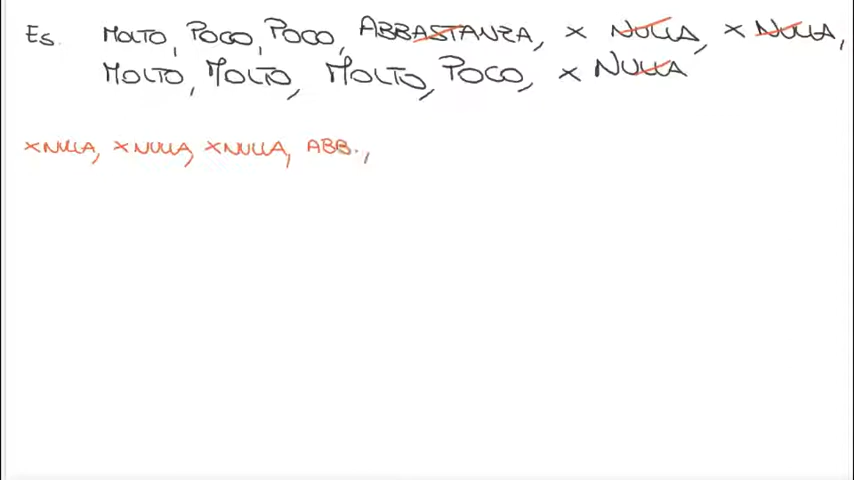 Es. MOLTO, POCO, POCO, ABBASTANZA, × NULLA, × NULLA,
MOLTO, MOLTO, MOLTO, POCO, × NULLA
×NULLA, ×NULLA, ×NULLA, ABB.,